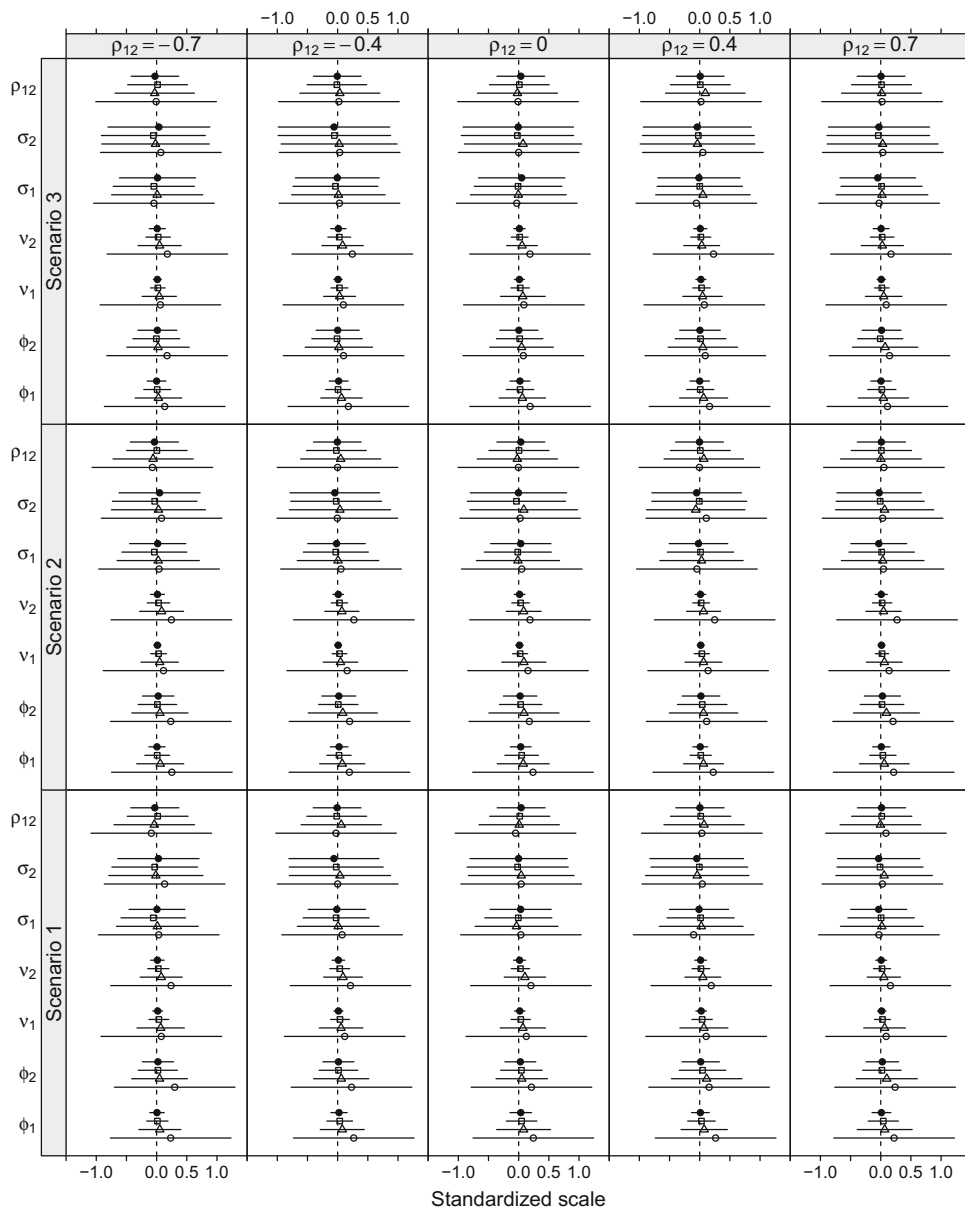 −1.0 0.0 0.5 1.0 −1.0 0.0 0.5 1.0
ρ12 = −0.7 ρ12 = −0.4 ρ12 = 0 ρ12 = 0.4 ρ12 = 0.7
Scenario 3
ρ12
σ2
σ1
ν2
ν1
ϕ2
ϕ1
Scenario 2
ρ12
σ2
σ1
ν2
ν1
ϕ2
ϕ1
Scenario 1
ρ12
σ2
σ1
ν2
ν1
ϕ2
ϕ1
−1.0 0.0 0.5 1.0 −1.0 0.0 0.5 1.0 −1.0 0.0 0.5 1.0
Standardized scale